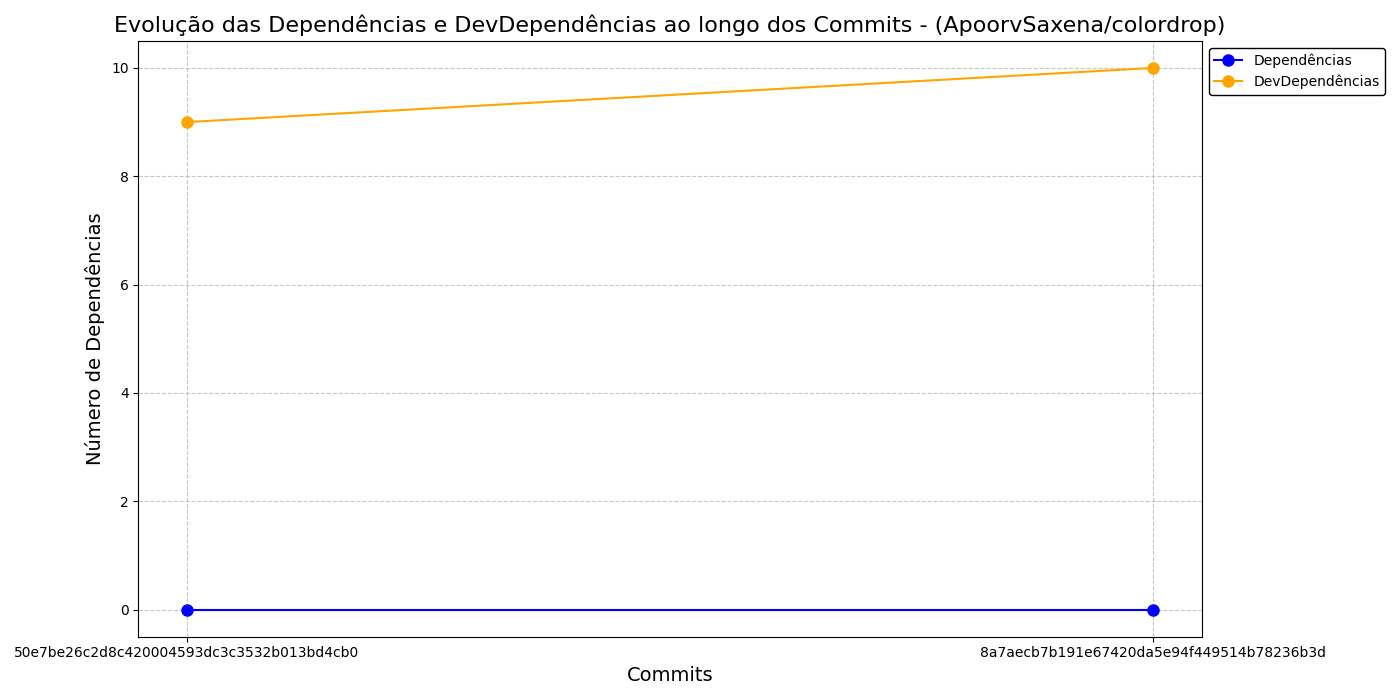 Evolução das Dependências e DevDependências ao longo dos Commits - (ApoorvSaxena/colordrop)
Dependências
DevDependências
Número de Dependências
10
8
6
4
2
0
50e7be26c2d8c420004593dc3c3532b013bd4cb0
8a7aecb7b191e67420da5e94f449514b78236b3d
Commits